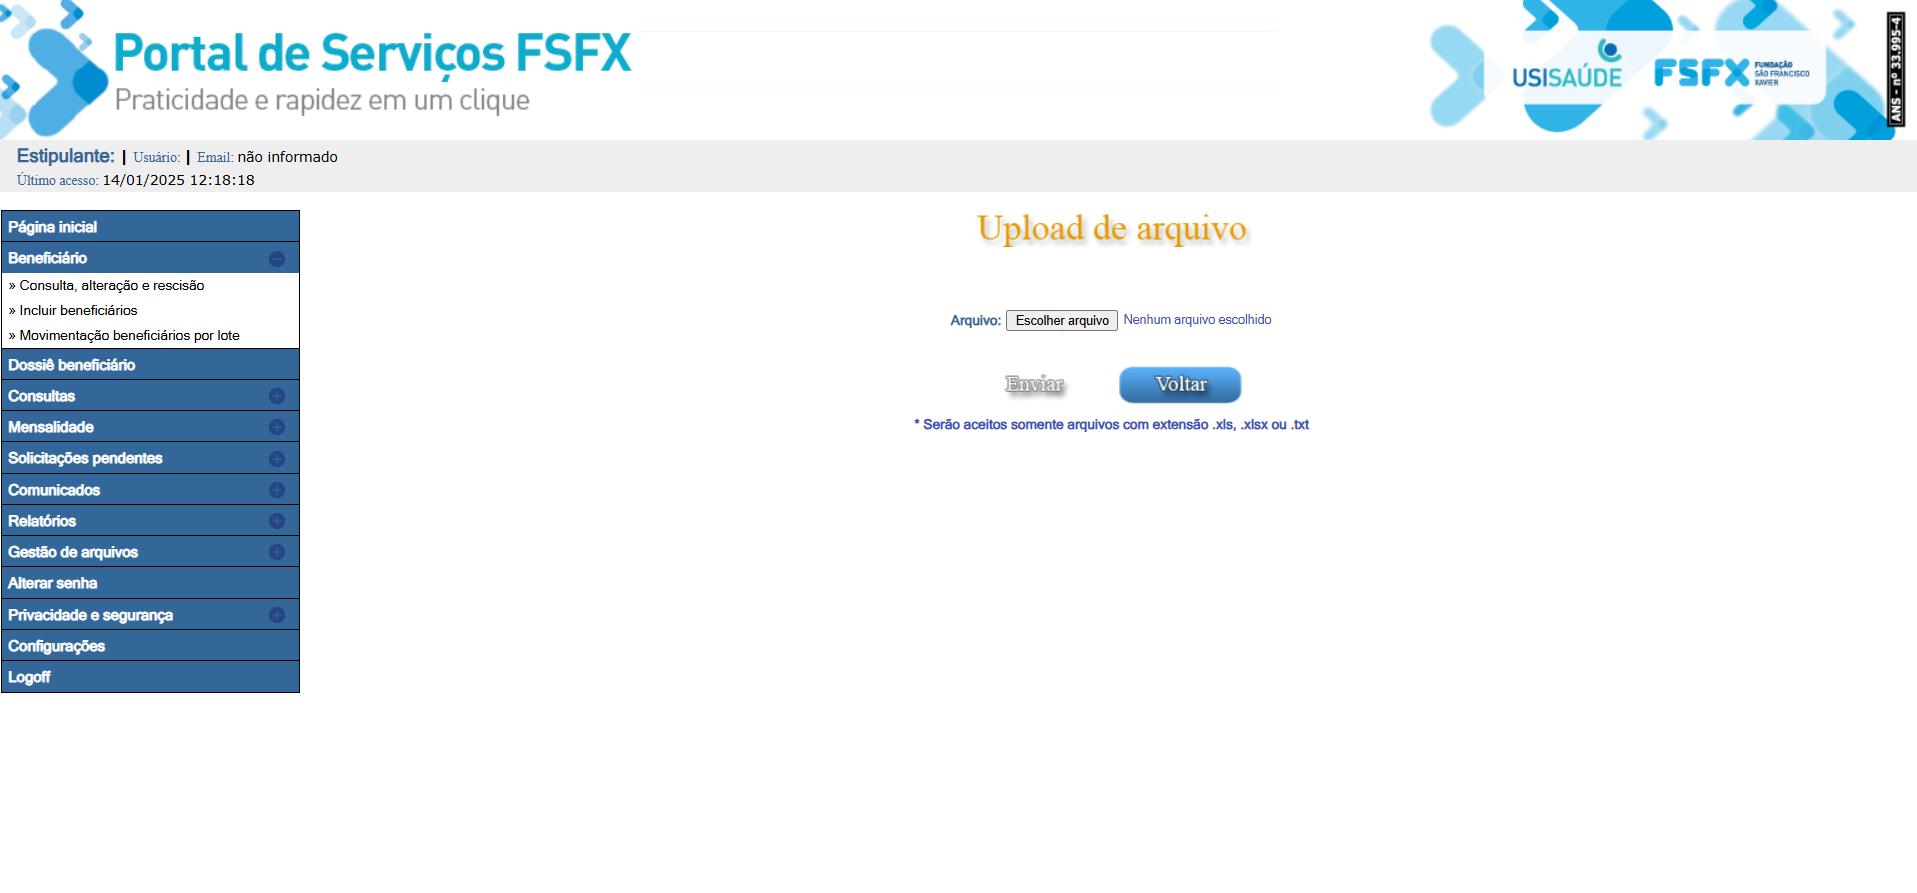 Portal de Serviços FSFX
Praticidade e rapidez em um clique
USISAÚDE
FSFX FUNDAÇÃO SÃO FRANCISCO XAVIER
ANS - nº 33.995-4
Estipulante: | Usuário: | Email: não informado
Último acesso: 14/01/2025 12:18:18
Página inicial
Beneficiário
» Consulta, alteração e rescisão
» Incluir beneficiários
» Movimentação beneficiários por lote
Dossiê beneficiário
Consultas
Mensalidade
Solicitações pendentes
Comunicados
Relatórios
Gestão de arquivos
Alterar senha
Privacidade e segurança
Configurações
Logoff
Upload de arquivo
Arquivo: Escolher arquivo Nenhum arquivo escolhido
Enviar Voltar
* Serão aceitos somente arquivos com extensão .xls, .xlsx ou .txt